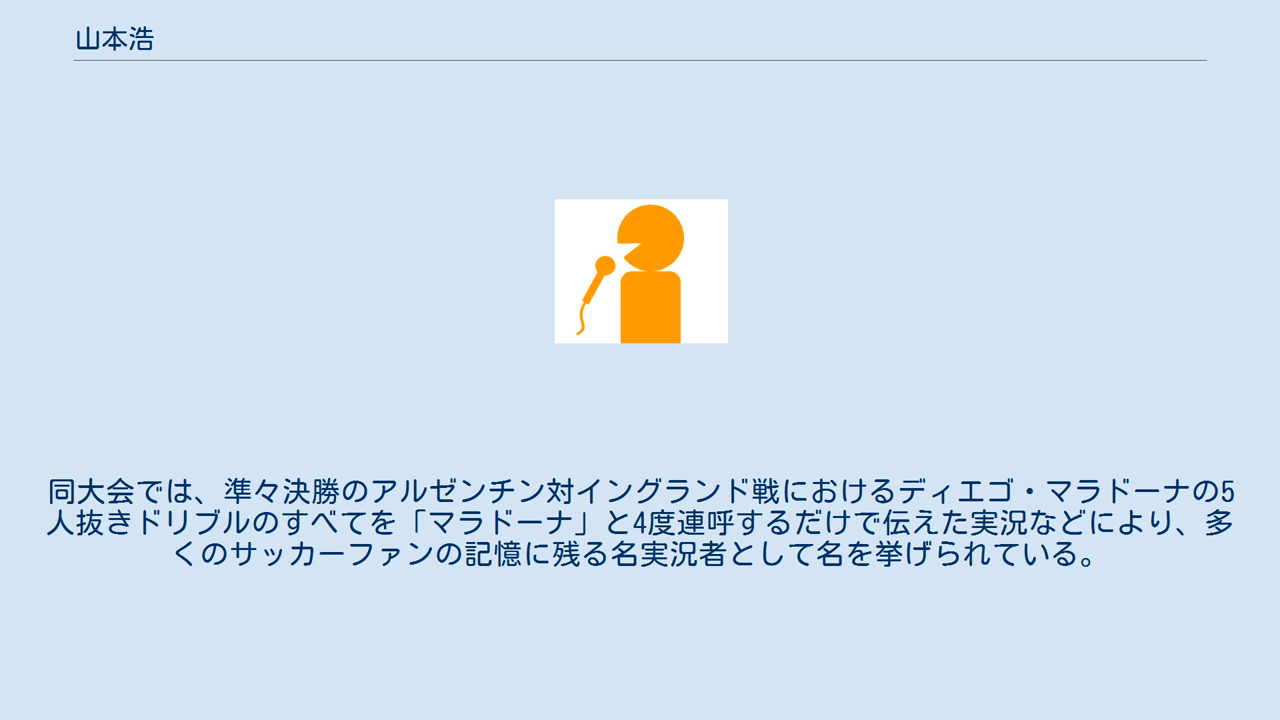 山本浩
同大会では、準々決勝のアルゼンチン対イングランド戦におけるディエゴ・マラドーナの5
人抜きドリブルのすべてを「マラドーナ」と4度連呼するだけで伝えた実況などにより、多
くのサッカーファンの記憶に残る名実況者として名を挙げられている。